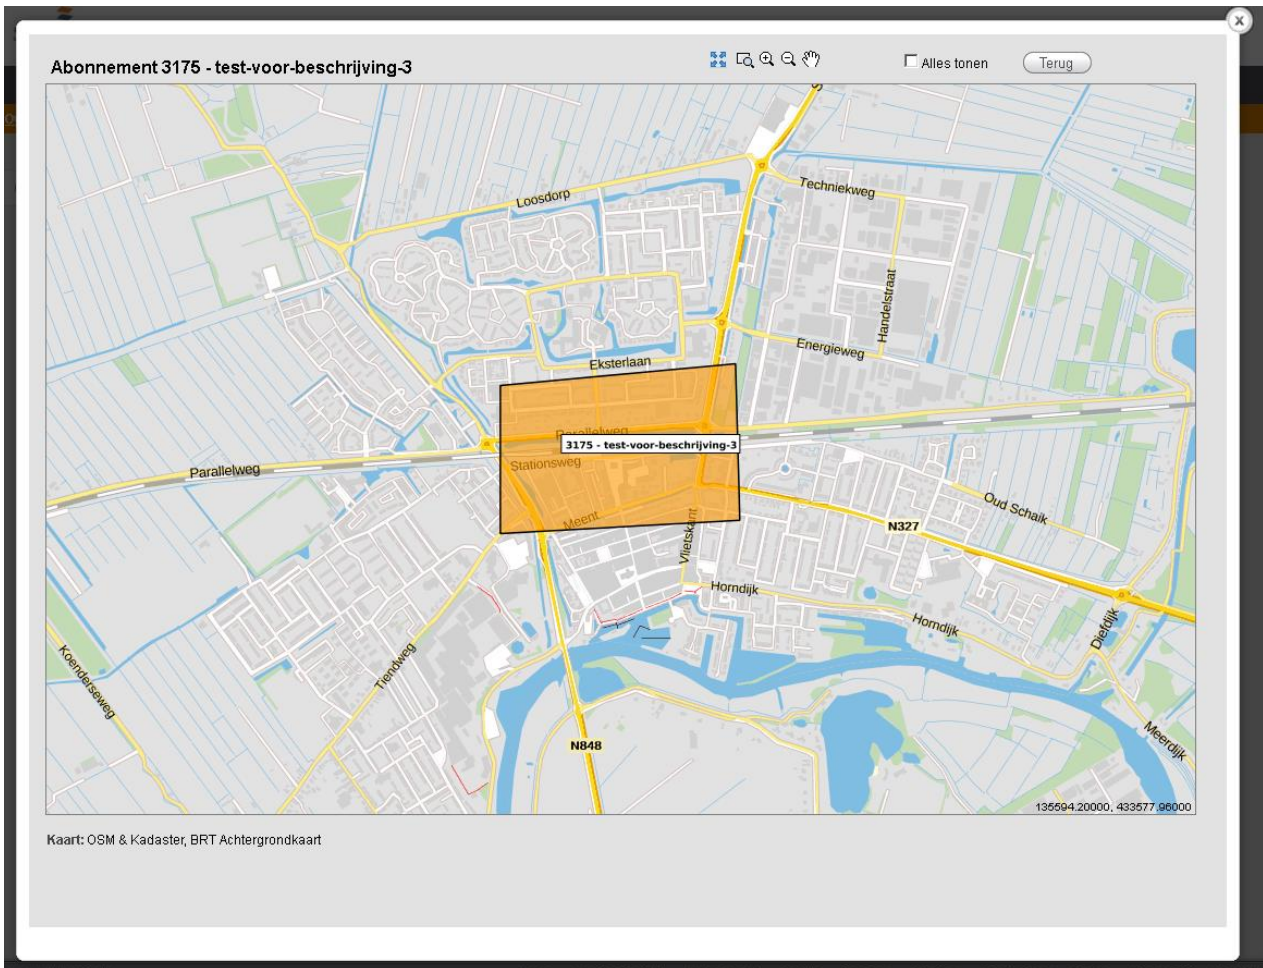 x
Abonnement 3175 - test-voor-beschrijving-3
Alles tonen
Terug
Techniekweg
Loosdorp
Handelstraat
Energieweg
Eksterlaan
Parallelweg
3175 - test-voor-beschrijving-3
Stationsweg
Parallelweg
Oud Schaik
Meent
N327
Vlietskant
Horndijk
Horndijk
Diefdijk
Koenderseweg
Tiendweg
Meerdijk
N848
135594.20000, 433577.96000
Kaart: OSM & Kadaster, BRT Achtergrondkaart